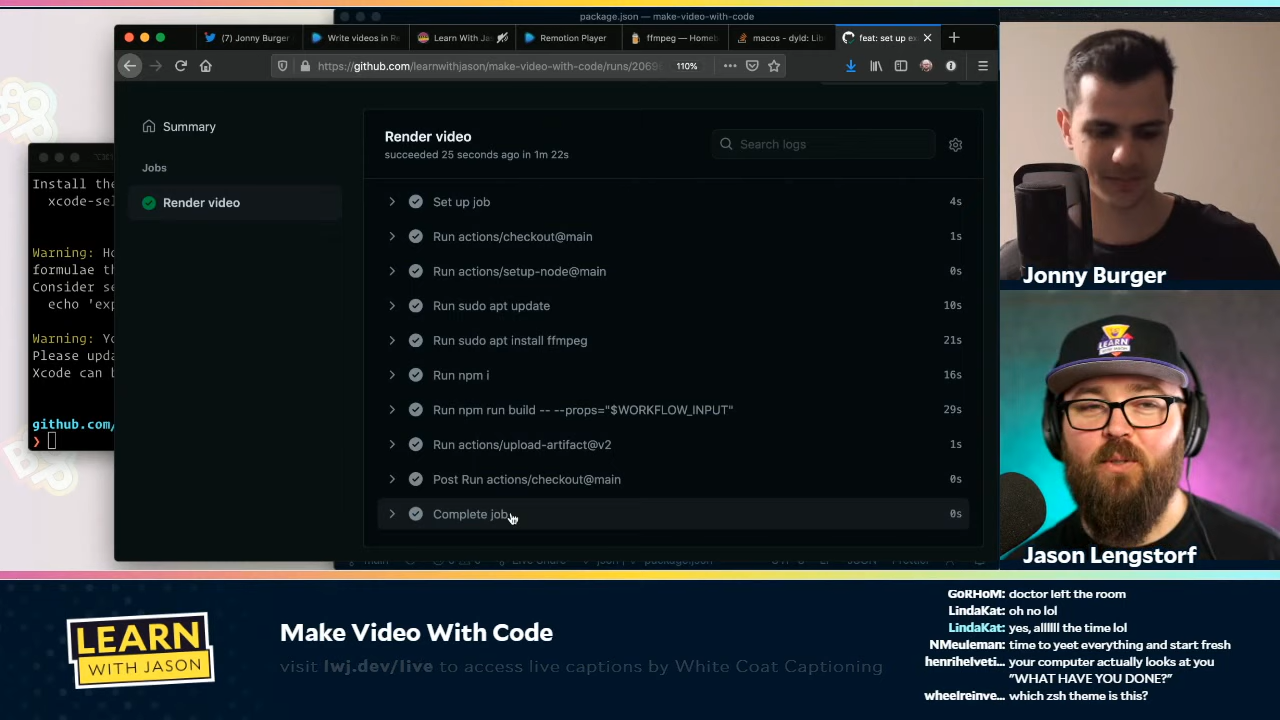 package.json — make-video-with-code
(7) Jonny Burger
Write videos in Re
Learn With Jas
Remotion Player
ffmpeg — Homeb
macos - dyld: Lib
feat: set up ex
https://github.com/learnwithjason/make-video-with-code/runs/2069
110%
Summary
Jobs
Render video
Render video
succeeded 25 seconds ago in 1m 22s
Search logs
Set up job 4s
Run actions/checkout@main 1s
Run actions/setup-node@main 0s
Run sudo apt update 10s
Run sudo apt install ffmpeg 21s
Run npm i 16s
Run npm run build -- --props="$WORKFLOW_INPUT" 29s
Run actions/upload-artifact@v2 1s
Post Run actions/checkout@main 0s
Complete job 0s
Install the
xcode-sel
Warning: Ho
formulae th
Consider se
echo 'exp
Warning: Yo
Please upda
Xcode can b
github.com/
❯
Jonny Burger
LEARN
Jason Lengstorf
LEARN
WITH JASON
Make Video With Code
visit lwj.dev/live to access live captions by White Coat Captioning
GoRHoM: doctor left the room
LindaKat: oh no lol
LindaKat: yes, allllll the time lol
NMeuleman: time to yeet everything and start fresh
henrihelveti... your computer actually looks at you
"WHAT HAVE YOU DONE?"
wheelreinve... which zsh theme is this?